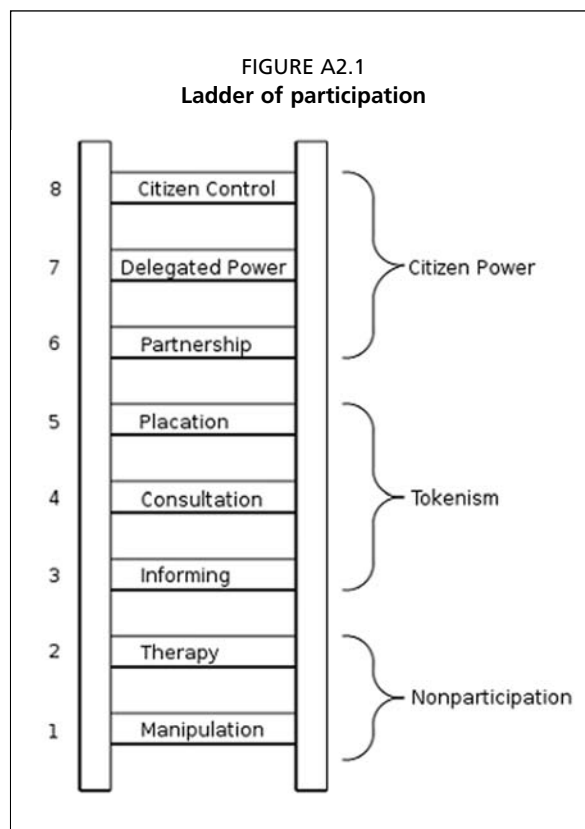 FIGURE A2.1
Ladder of participation
8 Citizen Control
7 Delegated Power
Citizen Power
6 Partnership
5 Placation
4 Consultation
Tokenism
3 Informing
2 Therapy
Nonparticipation
1 Manipulation